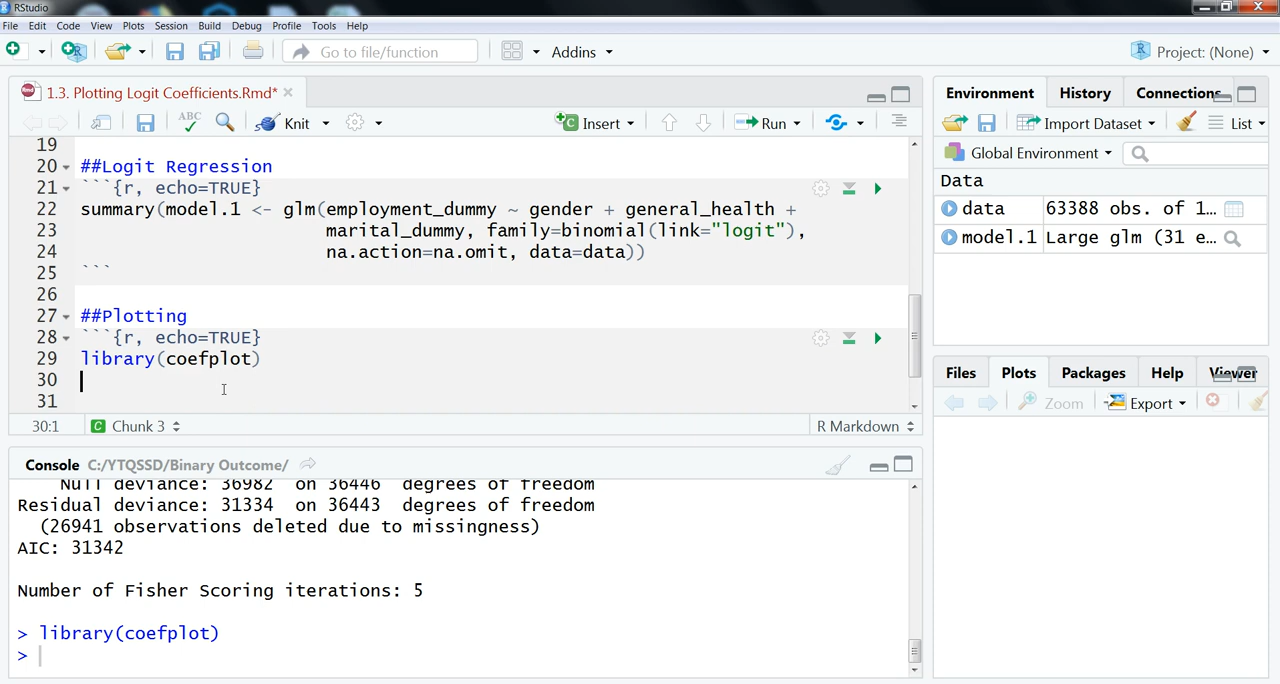 RStudio
File Edit Code View Plots Session Build Debug Profile Tools Help
Go to file/function Addins Project: (None)
1.3. Plotting Logit Coefficients.Rmd*
ABC Knit Insert Run
19
20 ##Logit Regression
21 ```{r, echo=TRUE}
22 summary(model.1 <- glm(employment_dummy ~ gender + general_health +
23 marital_dummy, family=binomial(link="logit"),
24 na.action=na.omit, data=data))
25 ```
26
27 ##Plotting
28 ```{r, echo=TRUE}
29 library(coefplot)
30
31
30:1 C Chunk 3 R Markdown
Console C:/YTQSSD/Binary Outcome/
Null deviance: 36982 on 36446 degrees of freedom
Residual deviance: 31334 on 36443 degrees of freedom
(26941 observations deleted due to missingness)
AIC: 31342
Number of Fisher Scoring iterations: 5
> library(coefplot)
>
Environment History Connections
Import Dataset List
Global Environment
Data
data 63388 obs. of 1…
model.1 Large glm (31 e…
Files Plots Packages Help Viewer
Zoom Export